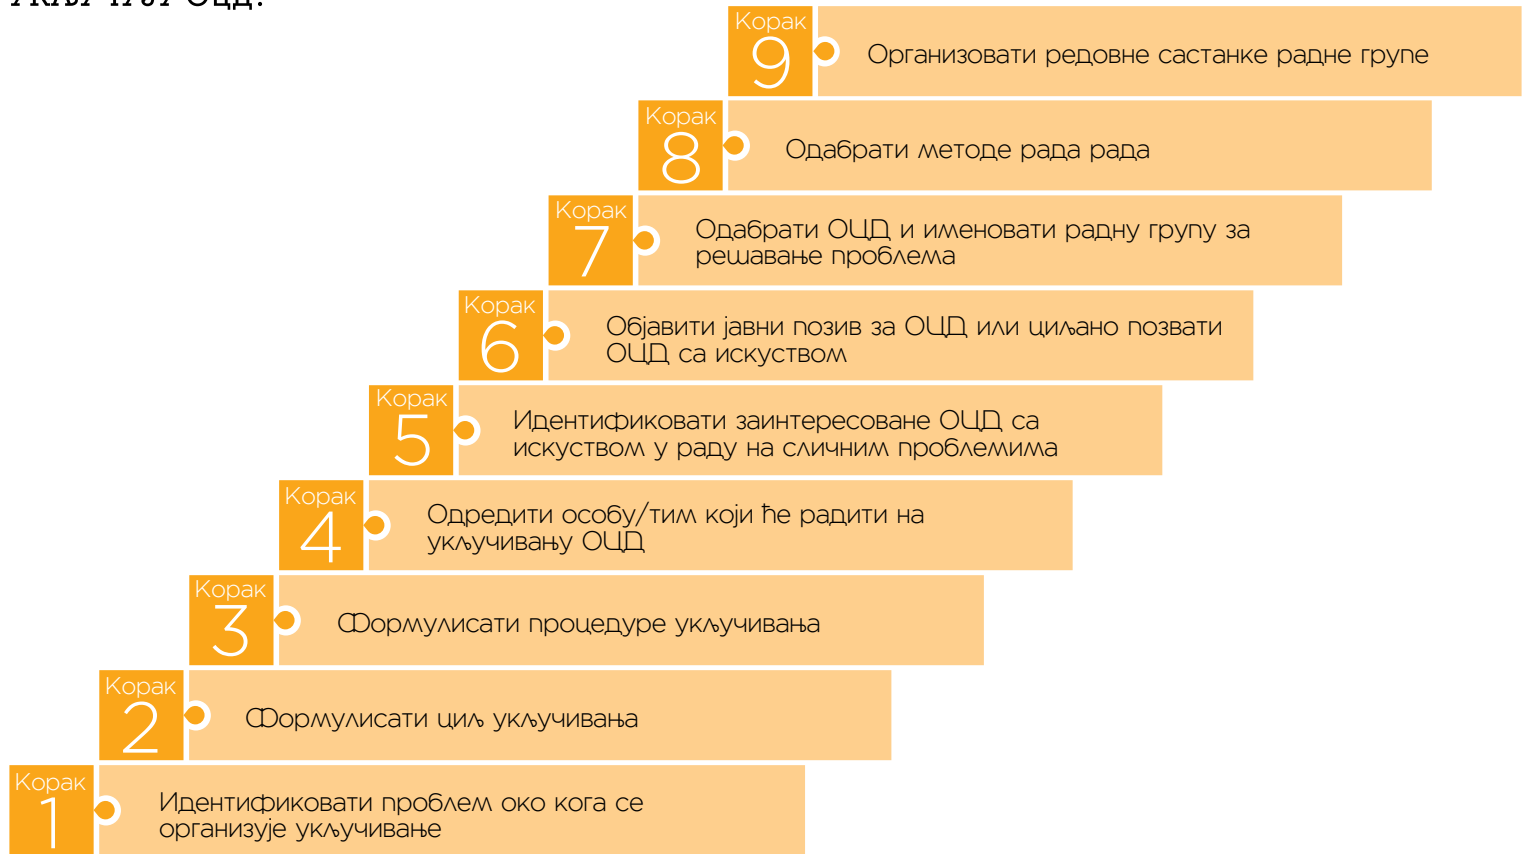 УКЉУЧУЈУ ОЦД:
Корак
9
Организовати редовне састанке радне групе
Корак
8
Одабрати методе рада рада
Корак
7
Одабрати ОЦД и именовати радну групу за
решавање проблема
Корак
6
Објавити јавни позив за ОЦД или циљано позвати
ОЦД са искуством
Корак
5
Идентификовати заинтересоване ОЦД са
искуством у раду на сличним проблемима
Корак
4
Одредити особу/тим који ће радити на
укључивању ОЦД
Корак
3
Формулисати процедуре укључивања
Корак
2
Формулисати циљ укључивања
Корак
1
Идентификовати проблем око кога се
организује укључивање